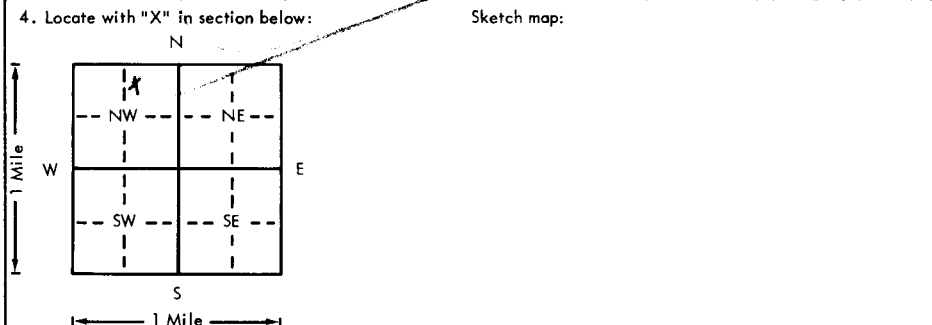 4. Locate with "X" in section below:
Sketch map:
N
X
NW
NE
W
E
1 Mile
SW
SE
S
1 Mile